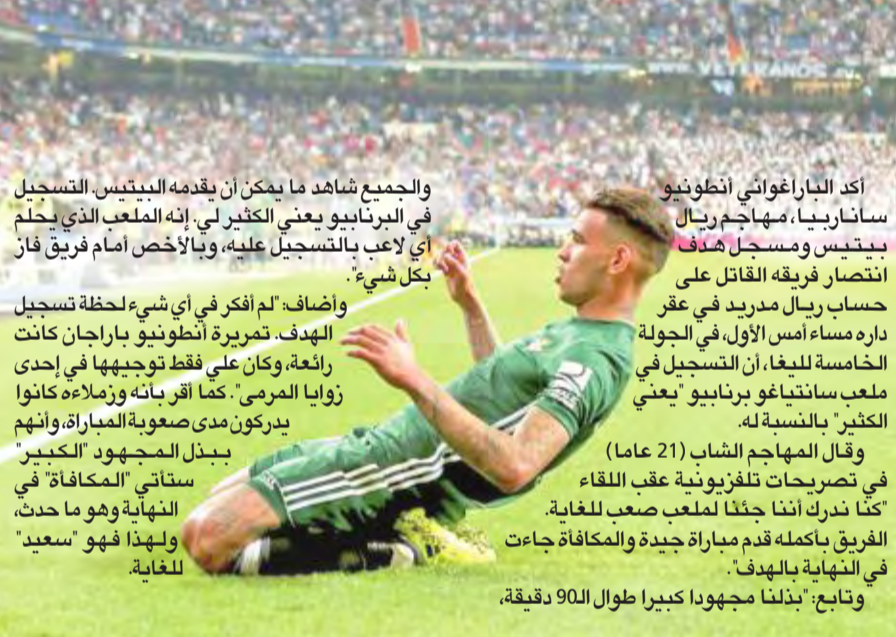 أكد الباراغواني أنطونيو
ساناربيا، مهاجم ريال
بيتيس ومسجل هدف
انتصار فريقه القاتل على
حساب ريال مدريد في عقر
داره مساء أمس الأول، في الجولة
الخامسة لليغا، أن التسجيل في
ملعب سانتياغو برنابيو "يعني
الكثير" بالنسبة له.
وقال المهاجم الشاب (21 عاما)
في تصريحات تلفزيونية عقب اللقاء
"كنا ندرك أننا جئنا لملعب صعب للغاية.
الفريق بأكمله قدم مباراة جيدة والمكافأة جاءت
في النهاية بالهدف".
وتابع: "بذلنا مجهودا كبيرا طوال الـ90 دقيقة،
والجميع شاهد ما يمكن أن يقدمه البيتيس. التسجيل
في البرنابيو يعني الكثير لي. إنه الملعب الذي يحلم
أي لاعب بالتسجيل عليه، وبالأخص أمام فريق فاز
بكل شيء".
وأضاف: "لم أفكر في أي شيء لحظة تسجيل
الهدف. تمريرة أنطونيو باراجان كانت
رائعة، وكان علي فقط توجيهها في إحدى
زوايا المرمى". كما أقر بأنه وزملاءه كانوا
يدركون مدى صعوبة المباراة، وأنهم
ببذل المجهود "الكبير"
ستأتي "المكافأة" في
النهاية وهو ما حدث،
ولهذا فهو "سعيد"
للغاية.